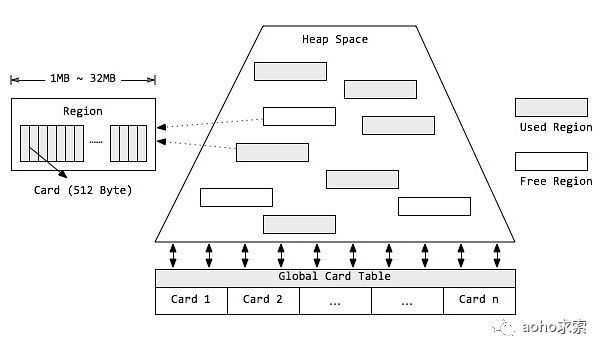 Heap Space
1MB ~ 32MB
Region
......
Card (512 Byte)
Used Region
Free Region
Global Card Table
Card 1
Card 2
...
...
Card n
aoho求索